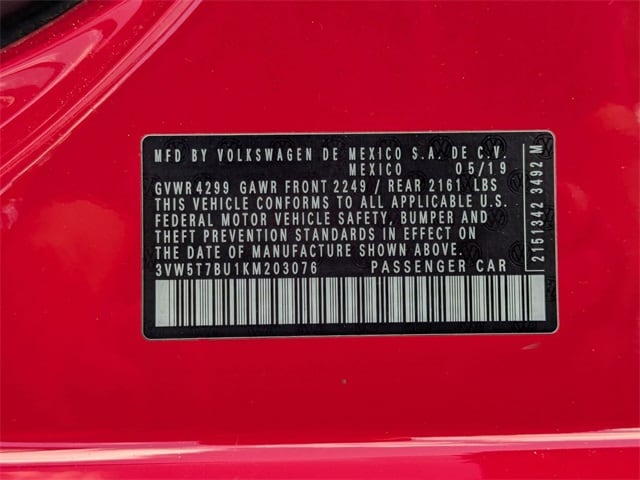 MFD BY VOLKSWAGEN DE MEXICO S.A. DE C.V.
MEXICO 05/19
GVWR 4299 GAWR FRONT 2249 / REAR 2161 LBS
THIS VEHICLE CONFORMS TO ALL APPLICABLE U.S.
FEDERAL MOTOR VEHICLE SAFETY, BUMPER AND
THEFT PREVENTION STANDARDS IN EFFECT ON
THE DATE OF MANUFACTURE SHOWN ABOVE.
3VW5T7BU1KM203076 PASSENGER CAR
2151342 3492 M